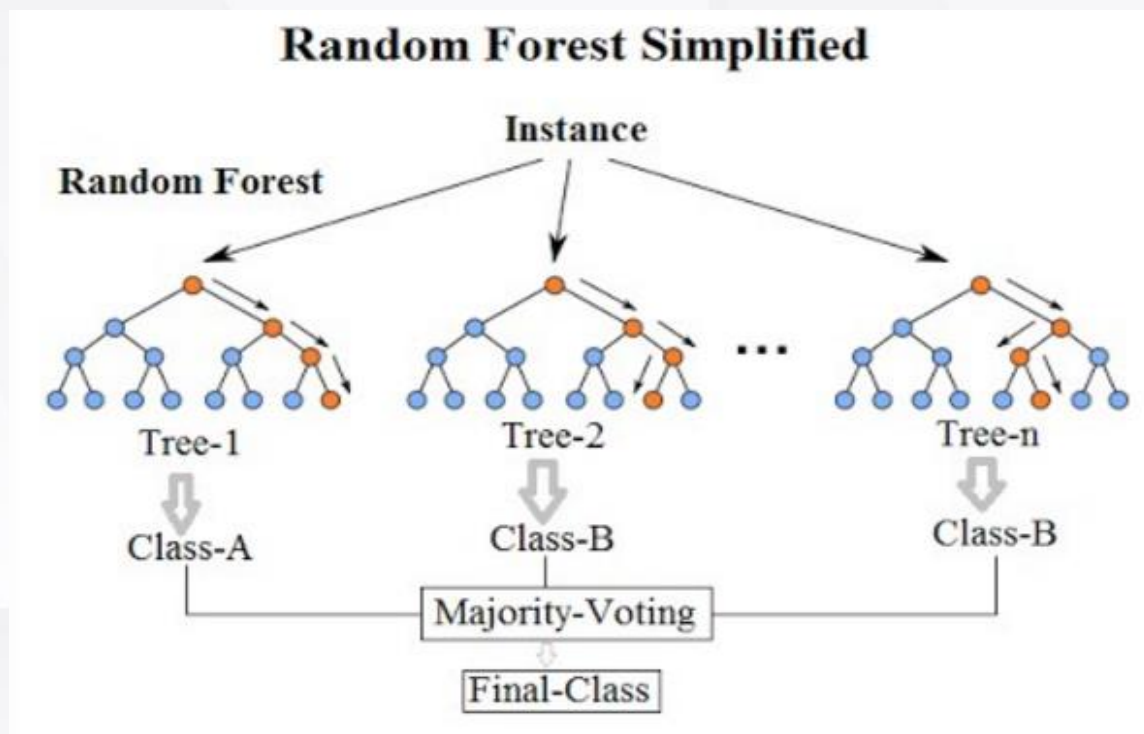 Random Forest Simplified
Instance
Random Forest
...
Tree-1
Tree-2
Tree-n
Class-A
Class-B
Class-B
Majority-Voting
Final-Class